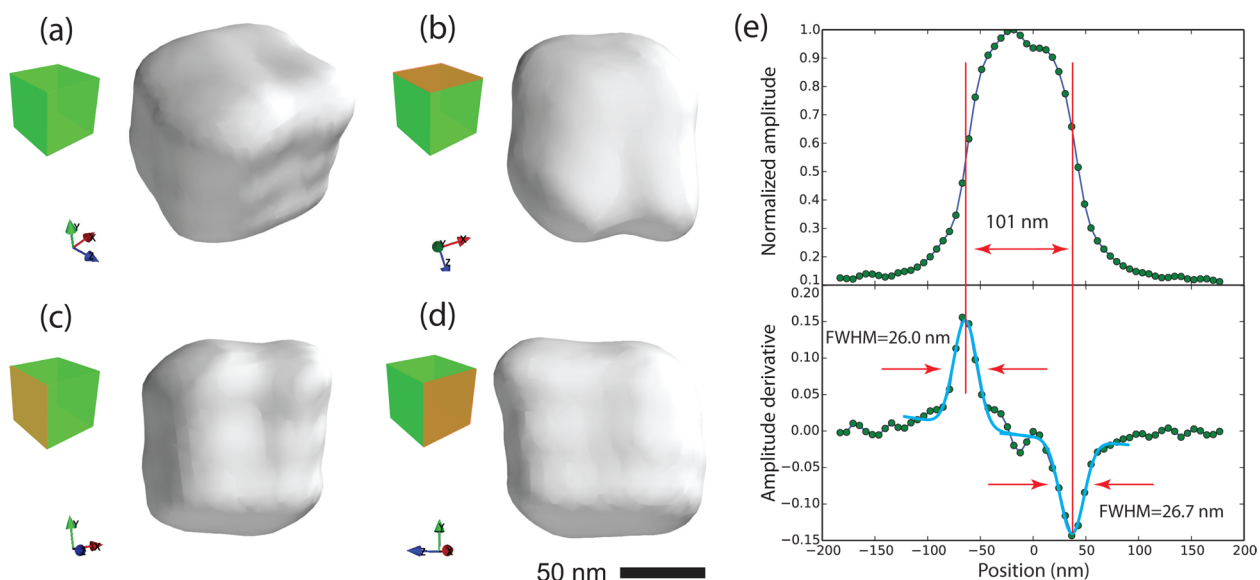 (a)
(b)
(c)
(d)
50 nm
(e)
Normalized amplitude
1.0
0.9
0.8
0.7
0.6
0.5
0.4
0.3
0.2
0.1
101 nm
Amplitude derivative
0.20
0.15
0.10
0.05
0.00
−0.05
−0.10
−0.15
FWHM=26.0 nm
FWHM=26.7 nm
−200 −150 −100 −50 0 50 100 150 200
Position (nm)
Y
X
Z
Y
X
Z
Y
X
Z
Y